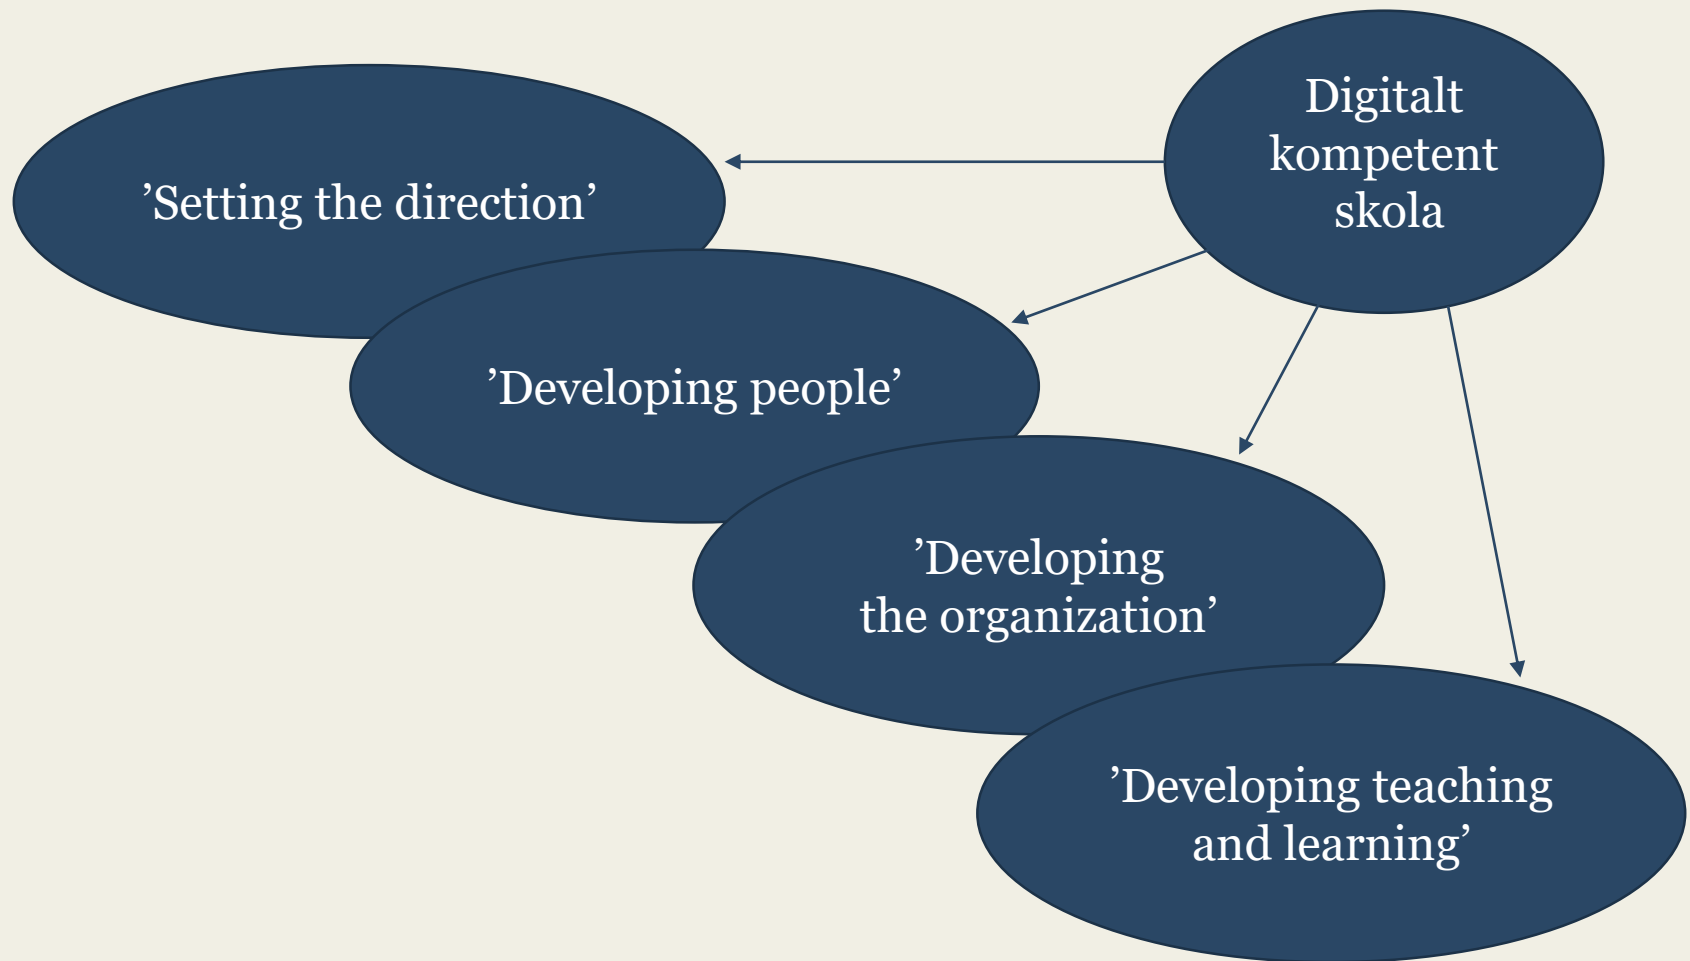 Digitalt
kompetent
skola
’Setting the direction’
’Developing people’
’Developing
the organization’
’Developing teaching
and learning’